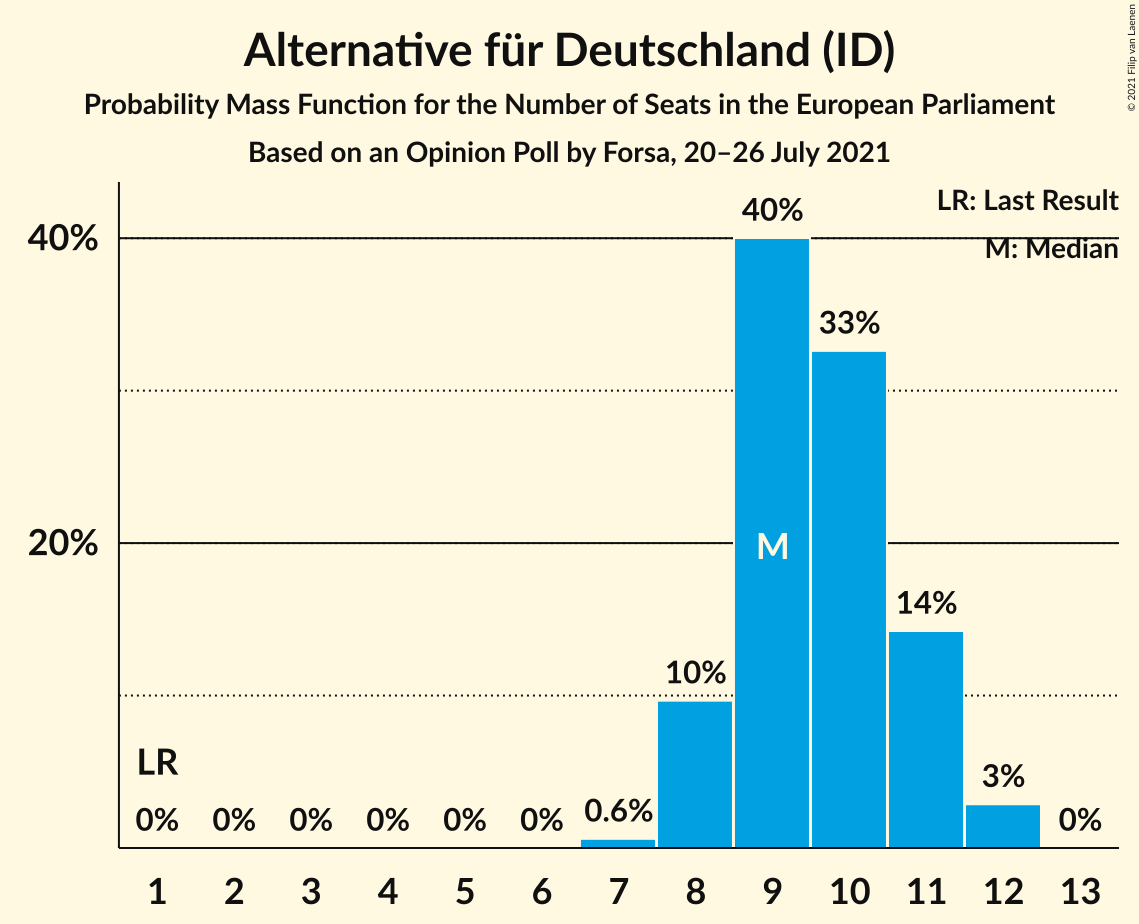 Alternative für Deutschland (ID)
Probability Mass Function for the Number of Seats in the European Parliament
Based on an Opinion Poll by Forsa, 20–26 July 2021
© 2021 Filip van Laenen
LR: Last Result
M: Median
40%
20%
40%
33%
14%
10%
3%
0.6%
M
LR
0% 0% 0% 0% 0% 0% 0%
1 2 3 4 5 6 7 8 9 10 11 12 13